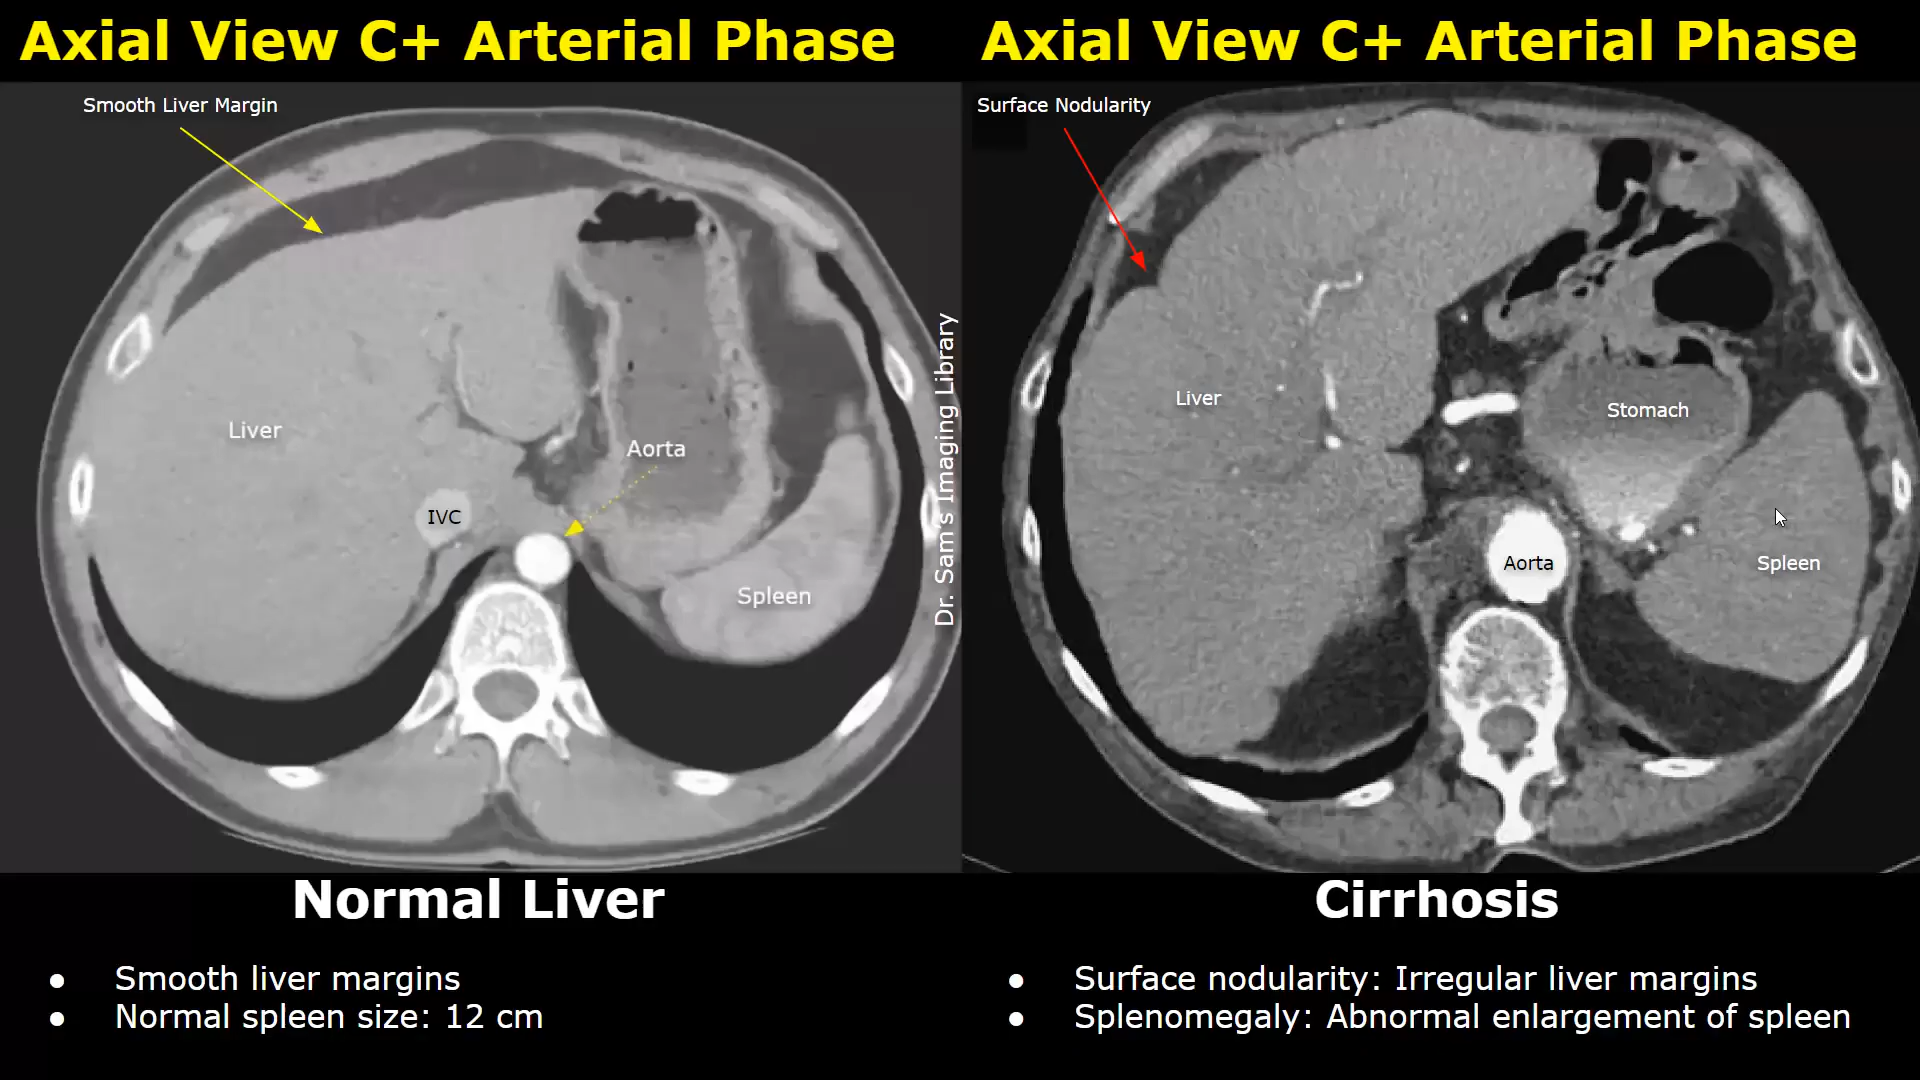 Axial View C+ Arterial Phase
Smooth Liver Margin
Liver
IVC
Aorta
Spleen
Dr. Sam's Imaging Library
Normal Liver
● Smooth liver margins
● Normal spleen size: 12 cm
Axial View C+ Arterial Phase
Surface Nodularity
Liver
Stomach
Aorta
Spleen
Cirrhosis
● Surface nodularity: Irregular liver margins
● Splenomegaly: Abnormal enlargement of spleen